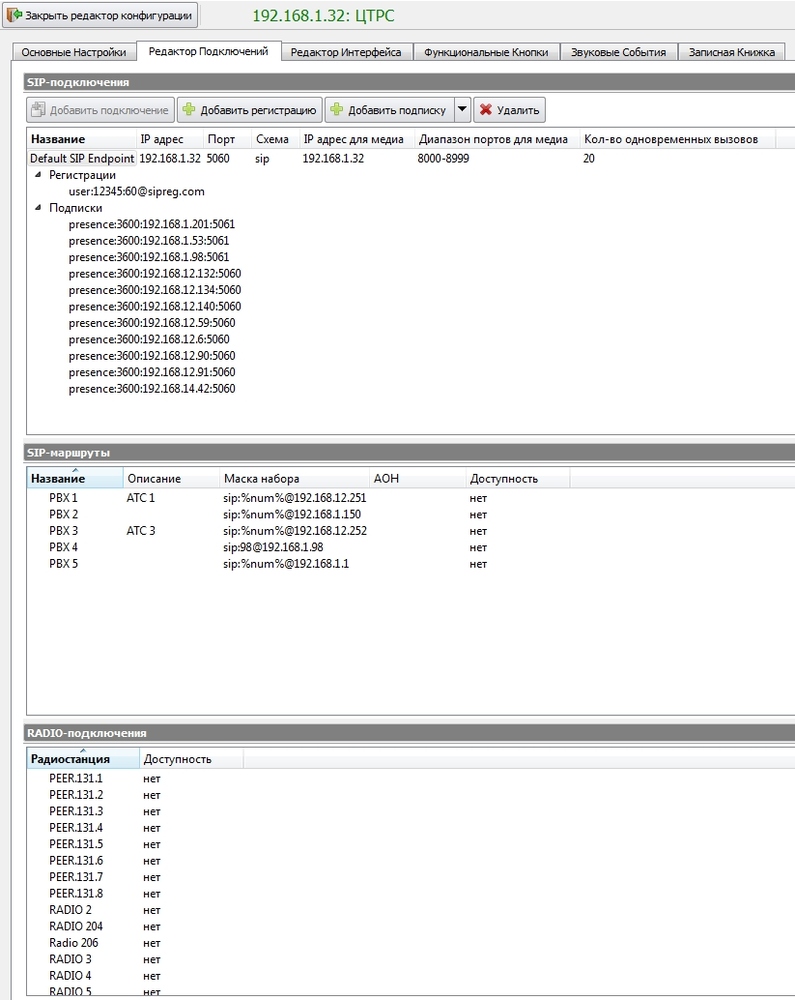 Закрыть редактор конфигурации 192.168.1.32: ЦТРС
Основные Настройки Редактор Подключений Редактор Интерфейса Функциональные Кнопки Звуковые События Записная Книжка
SIP-подключения
Добавить подключение Добавить регистрацию Добавить подписку Удалить
Название IP адрес Порт Схема IP адрес для медиа Диапазон портов для медиа Кол-во одновременных вызовов
Default SIP Endpoint 192.168.1.32 5060 sip 192.168.1.32 8000-8999 20
Регистрации
user:12345:60@sipreg.com
Подписки
presence:3600:192.168.1.201:5061
presence:3600:192.168.1.53:5061
presence:3600:192.168.1.98:5061
presence:3600:192.168.12.132:5060
presence:3600:192.168.12.134:5060
presence:3600:192.168.12.140:5060
presence:3600:192.168.12.59:5060
presence:3600:192.168.12.6:5060
presence:3600:192.168.12.90:5060
presence:3600:192.168.12.91:5060
presence:3600:192.168.14.42:5060
SIP-маршруты
Название Описание Маска набора АОН Доступность
PBX 1 АТС 1 sip:%num%@192.168.12.251 нет
PBX 2 sip:%num%@192.168.1.150 нет
PBX 3 АТС 3 sip:%num%@192.168.12.252 нет
PBX 4 sip:98@192.168.1.98 нет
PBX 5 sip:%num%@192.168.1.1 нет
RADIO-подключения
Радиостанция Доступность
PEER.131.1 нет
PEER.131.2 нет
PEER.131.3 нет
PEER.131.4 нет
PEER.131.5 нет
PEER.131.6 нет
PEER.131.7 нет
PEER.131.8 нет
RADIO 2 нет
RADIO 204 нет
Radio 206 нет
RADIO 3 нет
RADIO 4 нет
RADIO 5 нет